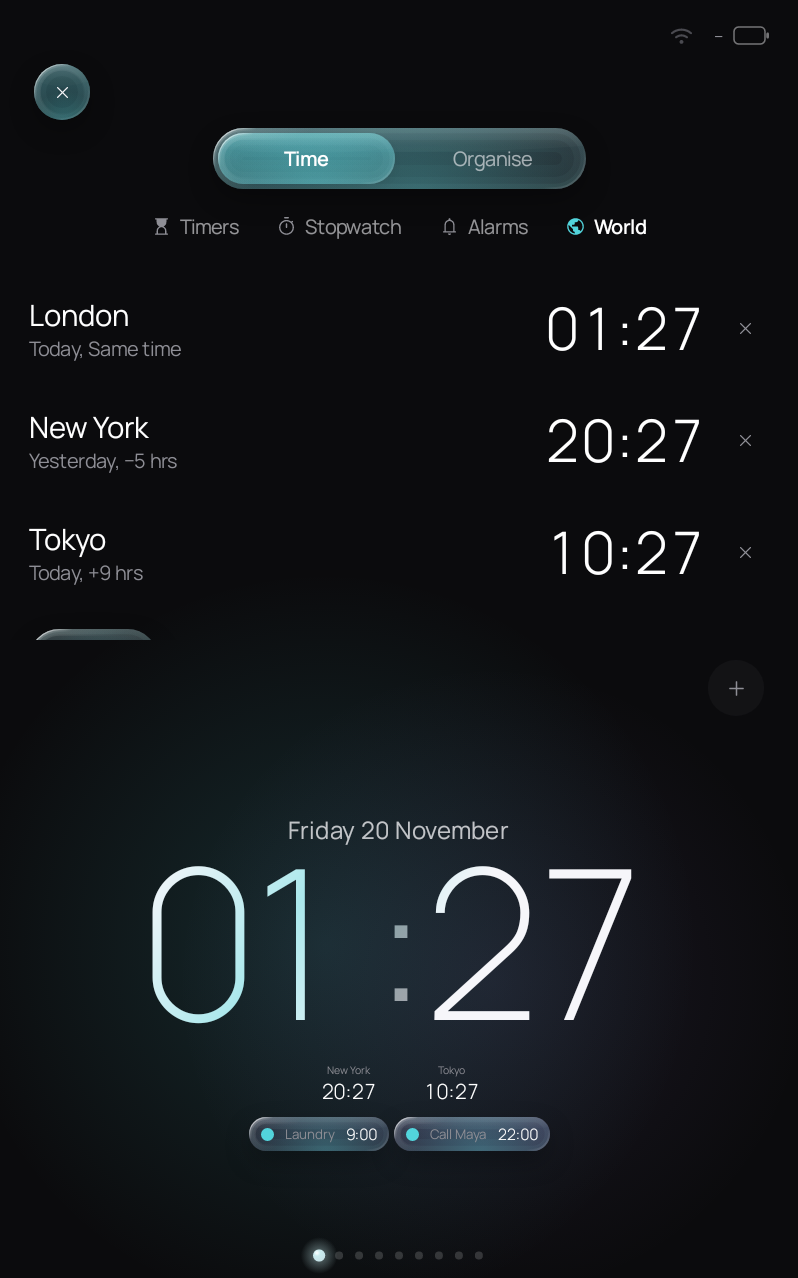 –
Time Organise
Timers Stopwatch Alarms World
London
Today, Same time
01:27
New York
Yesterday, −5 hrs
20:27
Tokyo
Today, +9 hrs
10:27
Friday 20 November
01:27
New York Tokyo
20:27 10:27
Laundry 9:00 Call Maya 22:00